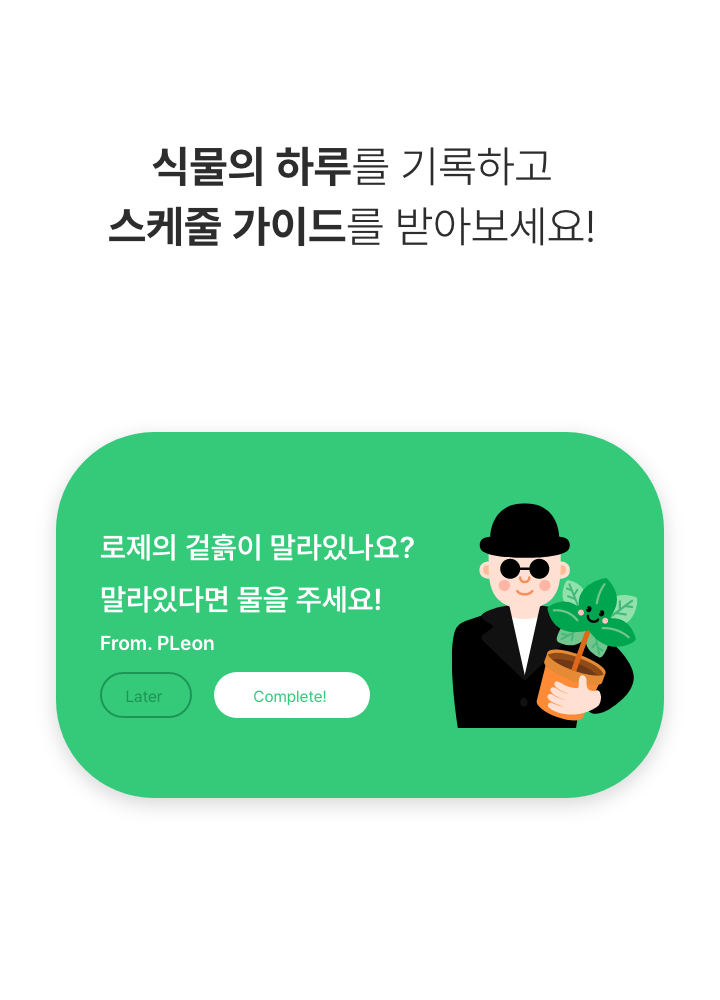 식물의 하루를 기록하고
스케줄 가이드를 받아보세요!
로제의 겉흙이 말라있나요?
말라있다면 물을 주세요!
From. PLeon
Later
Complete!